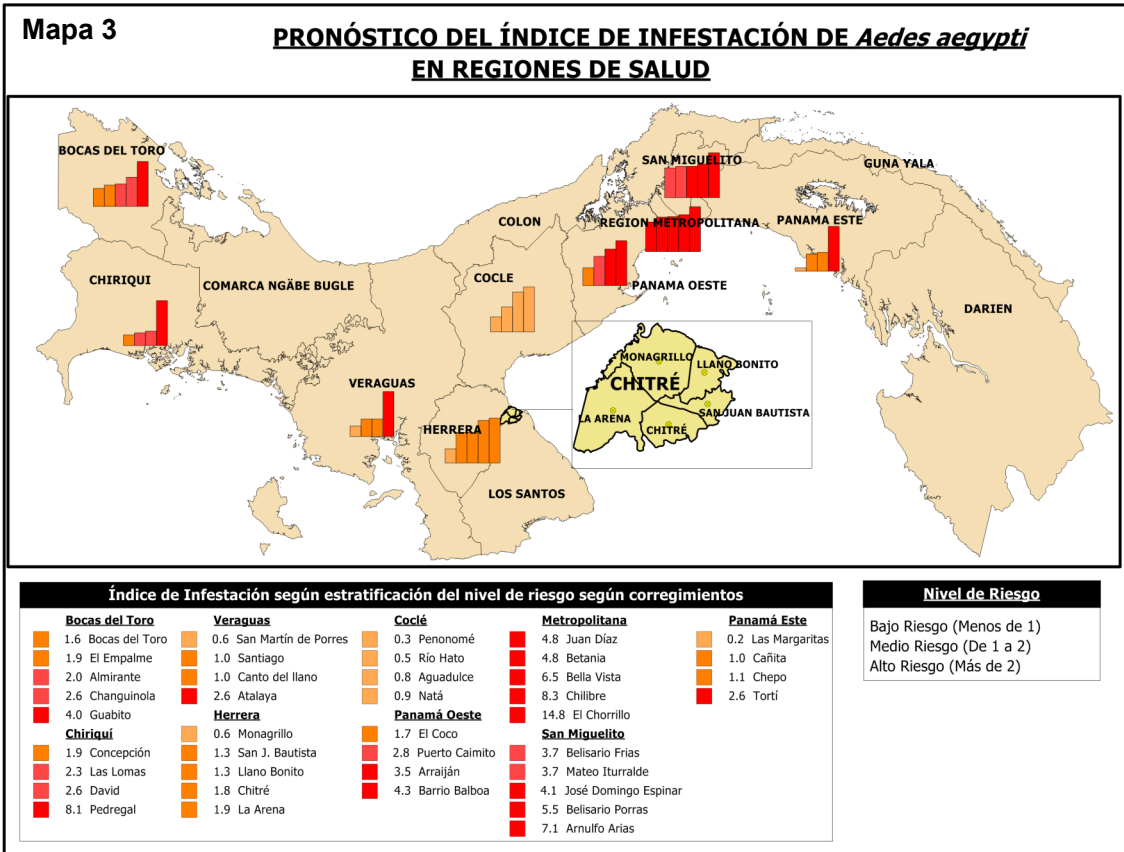 Mapa 3
PRONÓSTICO DEL ÍNDICE DE INFESTACIÓN DE Aedes aegypti
EN REGIONES DE SALUD
BOCAS DEL TORO
SAN MIGUELITO
GUNA YALA
COLON
REGION METROPOLITANA
PANAMA ESTE
CHIRIQUI
COMARCA NGÄBE BUGLE
COCLE
PANAMA OESTE
DARIEN
MONAGRILLO
LLANO BONITO
CHITRÉ
VERAGUAS
LA ARENA
SANJUAN BAUTISTA
HERRERA
CHITRÉ
LOS SANTOS
Índice de Infestación según estratificación del nivel de riesgo según corregimientos
Bocas del Toro
1.6 Bocas del Toro
1.9 El Empalme
2.0 Almirante
2.6 Changuinola
4.0 Guabito
Chiriquí
1.9 Concepción
2.3 Las Lomas
2.6 David
8.1 Pedregal
Veraguas
0.6 San Martín de Porres
1.0 Santiago
1.0 Canto del llano
2.6 Atalaya
Herrera
0.6 Monagrillo
1.3 San J. Bautista
1.3 Llano Bonito
1.8 Chitré
1.9 La Arena
Coclé
0.3 Penonomé
0.5 Río Hato
0.8 Aguadulce
0.9 Natá
Panamá Oeste
1.7 El Coco
2.8 Puerto Caimito
3.5 Arraiján
4.3 Barrio Balboa
Metropolitana
4.8 Juan Díaz
4.8 Betania
6.5 Bella Vista
8.3 Chilibre
14.8 El Chorrillo
San Miguelito
3.7 Belisario Frias
3.7 Mateo Iturralde
4.1 José Domingo Espinar
5.5 Belisario Porras
7.1 Arnulfo Arias
Panamá Este
0.2 Las Margaritas
1.0 Cañita
1.1 Chepo
2.6 Tortí
Nivel de Riesgo
Bajo Riesgo (Menos de 1)
Medio Riesgo (De 1 a 2)
Alto Riesgo (Más de 2)